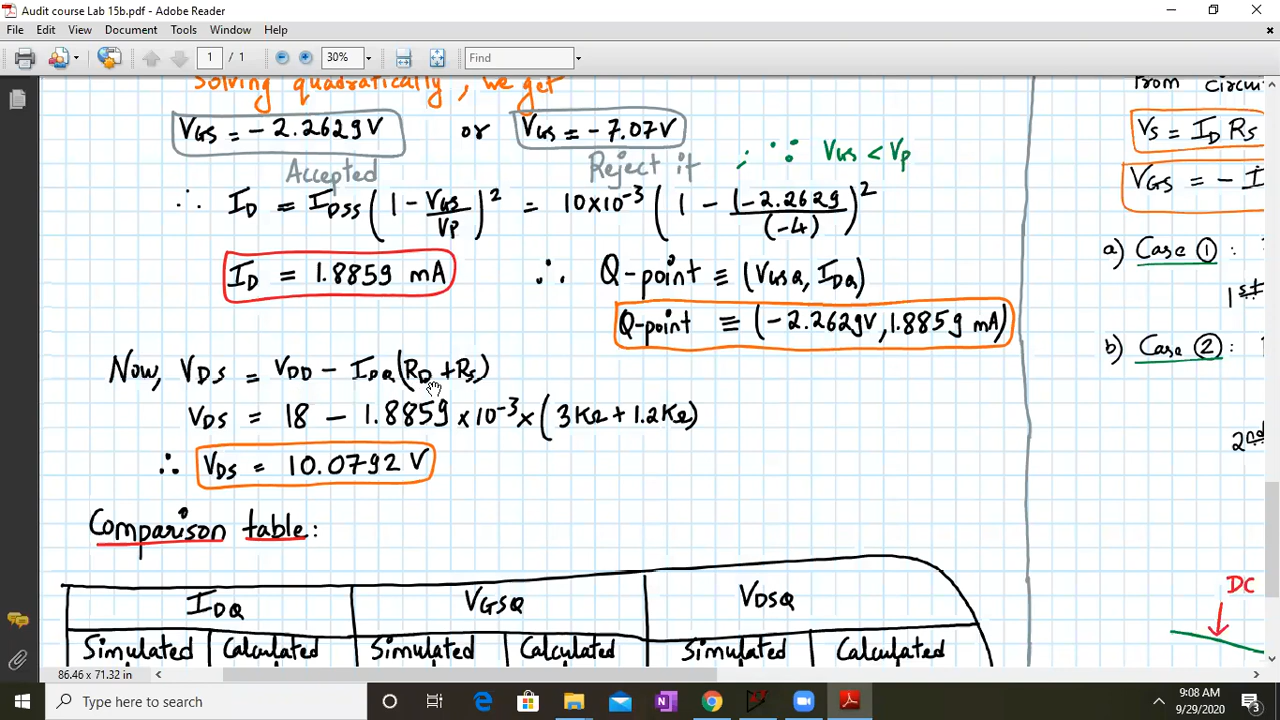 Audit course Lab 15b.pdf - Adobe Reader
File Edit View Document Tools Window Help
1 / 1 30% Find
Solving quadratically, we get
VGS = -2.2629V or VGS = -7.07V
Accepted Reject it ; ∵ VGS < VP
∴ ID = IDSS (1 - VGS/VP)² = 10×10⁻³ (1 - (-2.2629)/(-4))²
ID = 1.8859 mA ∴ Q-point ≡ (VGSQ, IDQ)
Q-point ≡ (-2.2629V, 1.8859 mA)
Now, VDS = VDD - IDQ(RD + RS)
VDS = 18 - 1.8859 × 10⁻³ × (3KΩ + 1.2KΩ)
∴ VDS = 10.0792 V
Comparison table:
IDQ VGSQ VDSQ
Simulated Calculated Simulated Calculated Simulated Calculated
From circui
VS = ID RS
VGS = - I
a) Case ① :
1st
b) Case ② :
2nd
DC
86.46 x 71.32 in
Type here to search
9:08 AM
9/29/2020
3